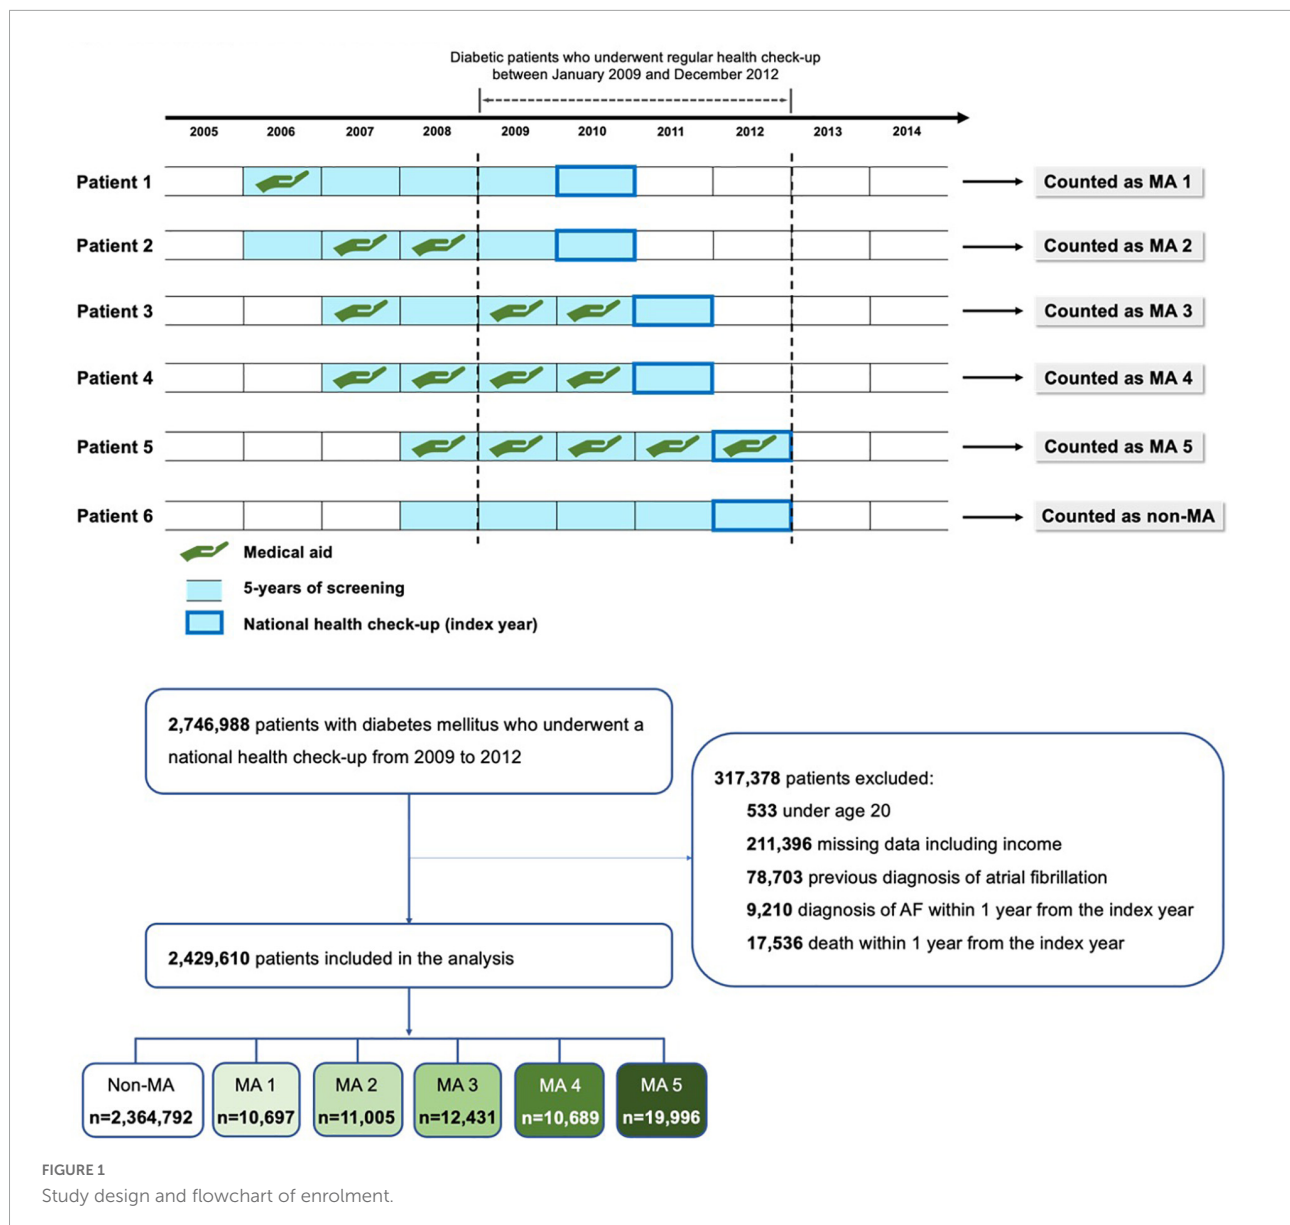 Diabetic patients who underwent regular health check-up
between January 2009 and December 2012
2005 2006 2007 2008 2009 2010 2011 2012 2013 2014
Patient 1 Counted as MA 1
Patient 2 Counted as MA 2
Patient 3 Counted as MA 3
Patient 4 Counted as MA 4
Patient 5 Counted as MA 5
Patient 6 Counted as non-MA
Medical aid
5-years of screening
National health check-up (index year)
2,746,988 patients with diabetes mellitus who underwent a
national health check-up from 2009 to 2012
317,378 patients excluded:
533 under age 20
211,396 missing data including income
78,703 previous diagnosis of atrial fibrillation
9,210 diagnosis of AF within 1 year from the index year
17,536 death within 1 year from the index year
2,429,610 patients included in the analysis
Non-MA MA 1 MA 2 MA 3 MA 4 MA 5
n=2,364,792 n=10,697 n=11,005 n=12,431 n=10,689 n=19,996
FIGURE 1
Study design and flowchart of enrolment.